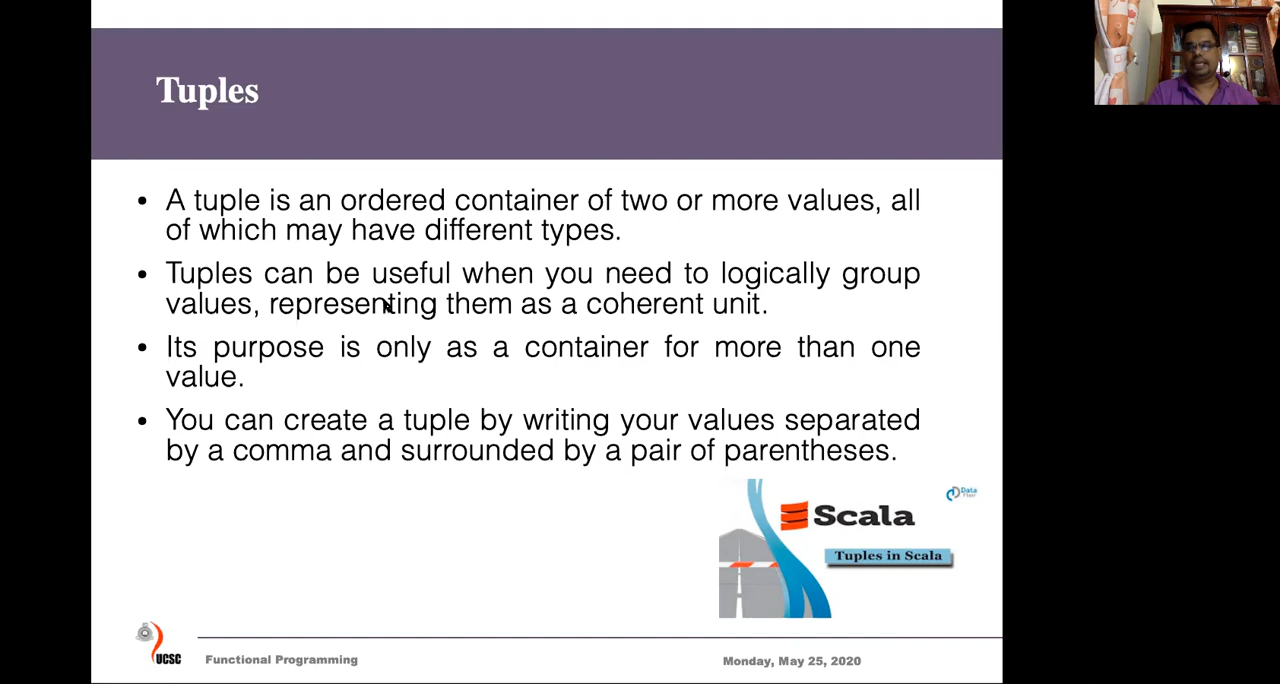 Tuples
• A tuple is an ordered container of two or more values, all
of which may have different types.
• Tuples can be useful when you need to logically group
values, representing them as a coherent unit.
• Its purpose is only as a container for more than one
value.
• You can create a tuple by writing your values separated
by a comma and surrounded by a pair of parentheses.
Data
Flair
Scala
Tuples in Scala
UCSC
Functional Programming
Monday, May 25, 2020